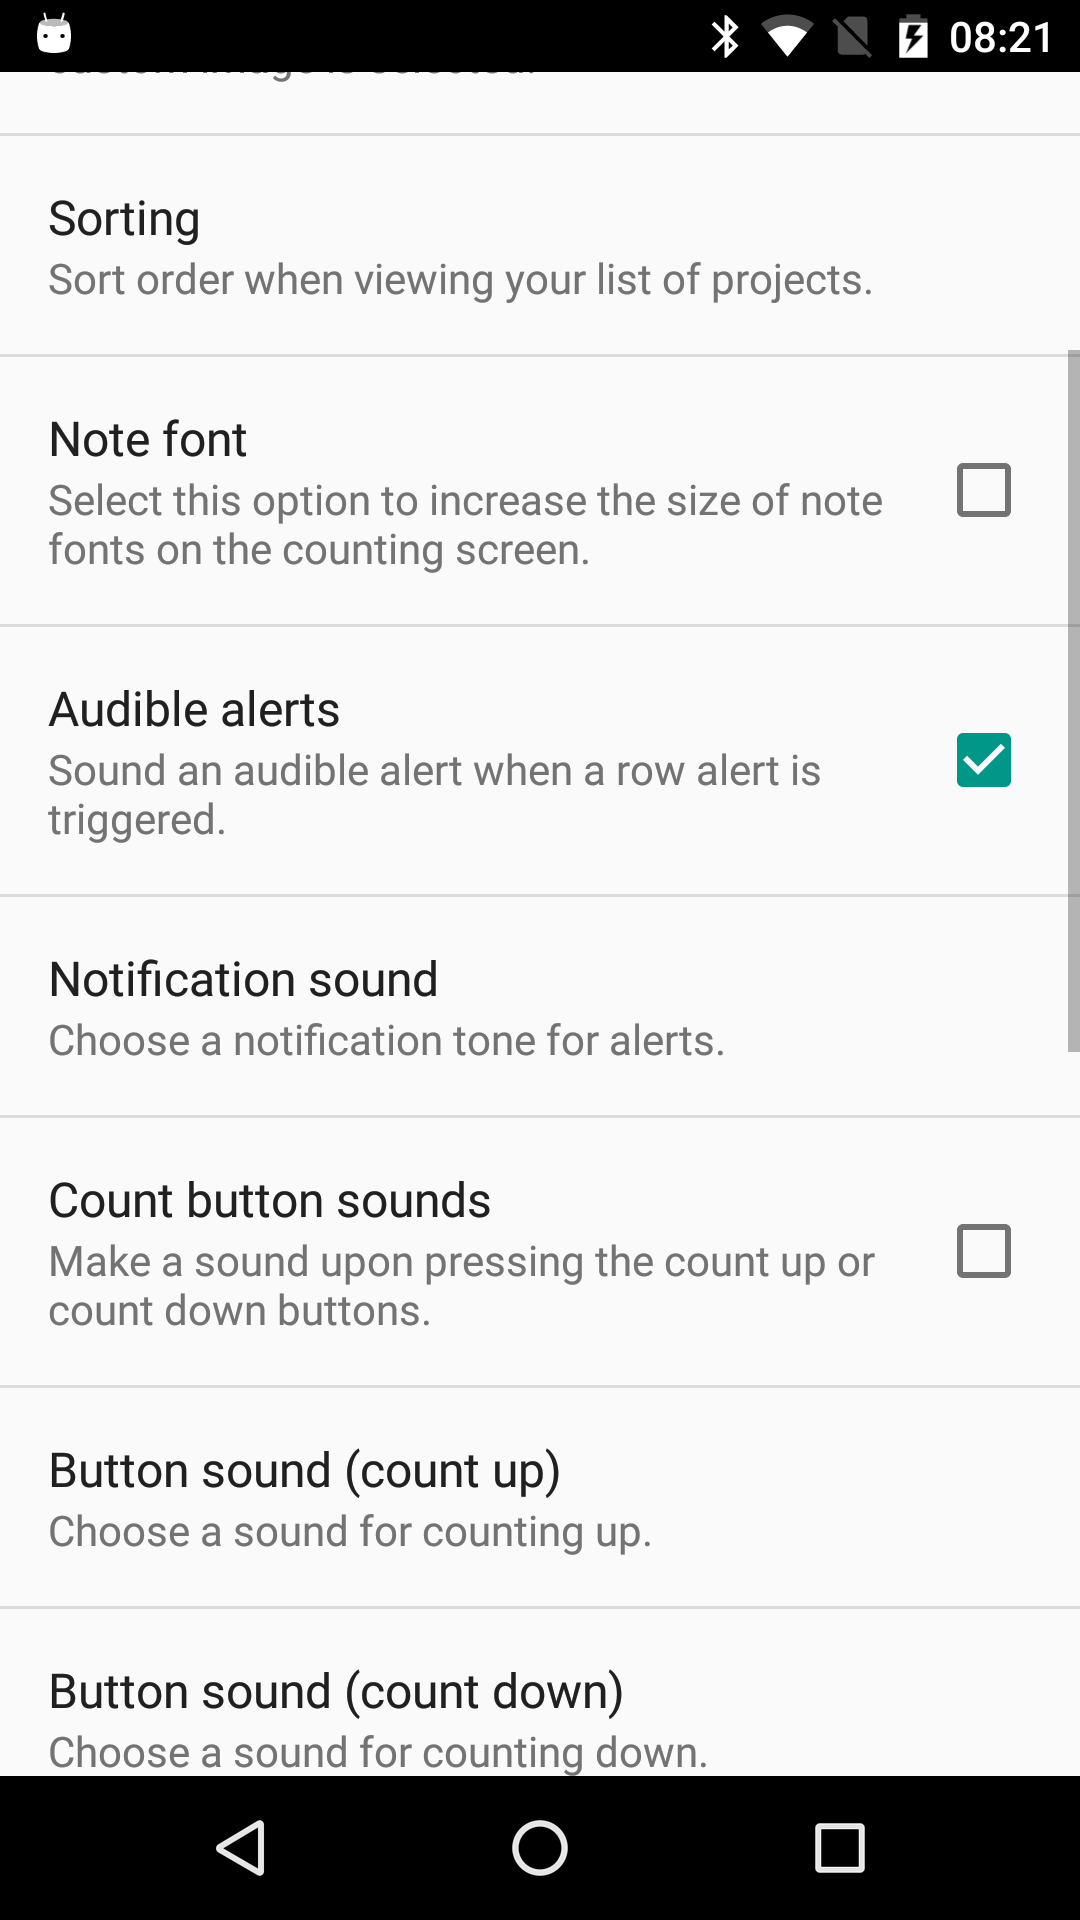 08:21
Sorting
Sort order when viewing your list of projects.
Note font
Select this option to increase the size of note
fonts on the counting screen.
Audible alerts
Sound an audible alert when a row alert is
triggered.
Notification sound
Choose a notification tone for alerts.
Count button sounds
Make a sound upon pressing the count up or
count down buttons.
Button sound (count up)
Choose a sound for counting up.
Button sound (count down)
Choose a sound for counting down.